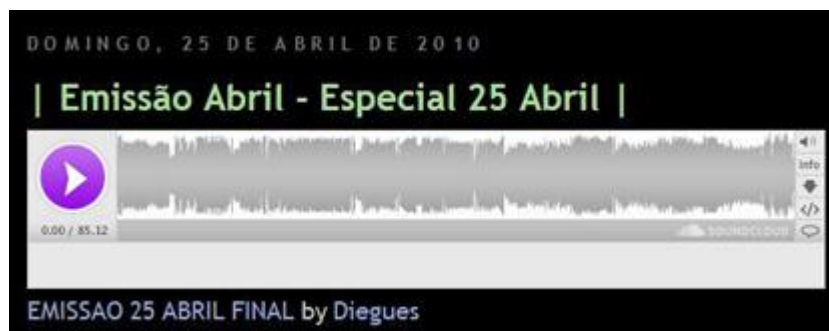 DOMINGO, 25 DE ABRIL DE 2010
| Emissão Abril - Especial 25 Abril |
info
</>
0.00 / 85.12
SOUNDCLOUD
EMISSAO 25 ABRIL FINAL by Diegues